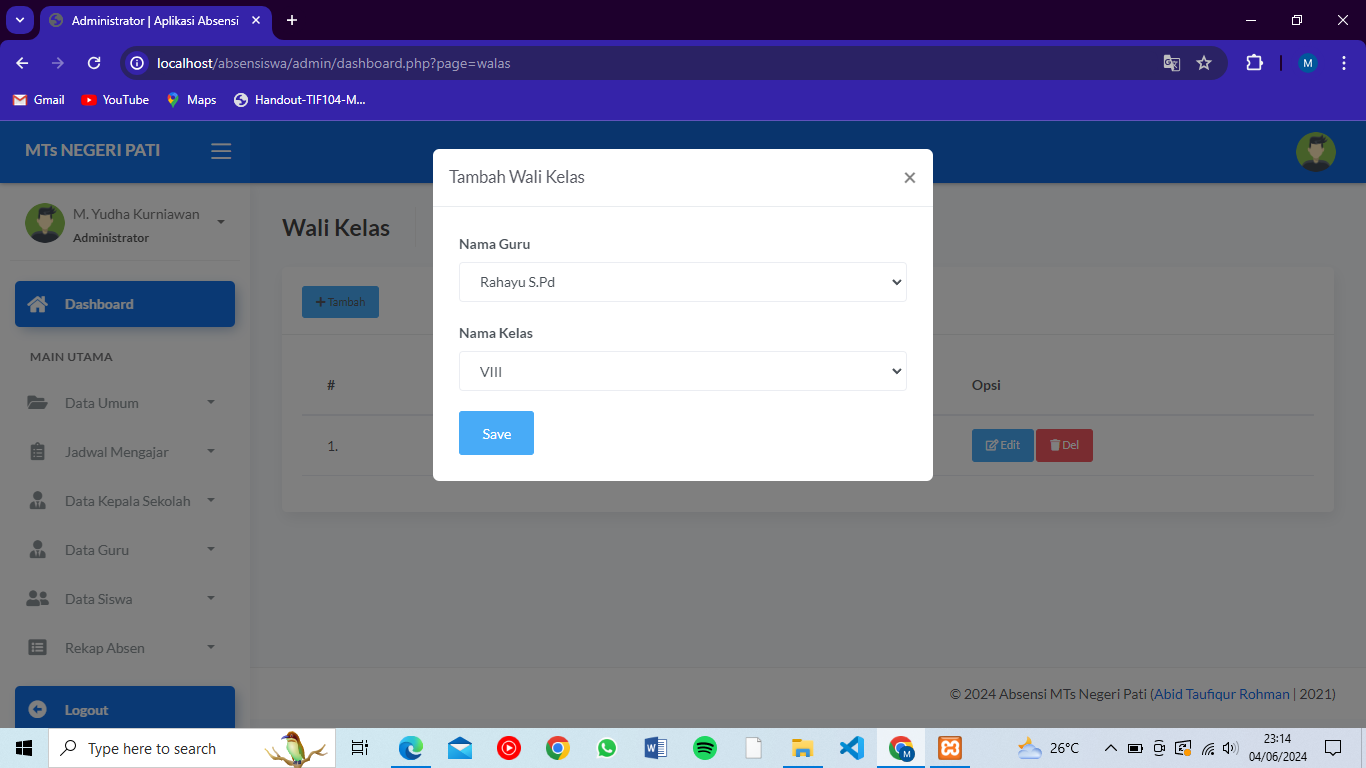 Administrator | Aplikasi Absensi
localhost/absensiswa/admin/dashboard.php?page=walas
M
Gmail YouTube Maps Handout-TIF104-M...
MTs NEGERI PATI
M. Yudha Kurniawan
Administrator
Dashboard
MAIN UTAMA
Data Umum
Jadwal Mengajar
Data Kepala Sekolah
Data Guru
Data Siswa
Rekap Absen
Logout
Wali Kelas
Tambah
# Opsi
1. Edit Del
Tambah Wali Kelas ×
Nama Guru
Rahayu S.Pd
Nama Kelas
VIII
Save
© 2024 Absensi MTs Negeri Pati (Abid Taufiqur Rohman | 2021)
Type here to search
26°C
23:14
04/06/2024